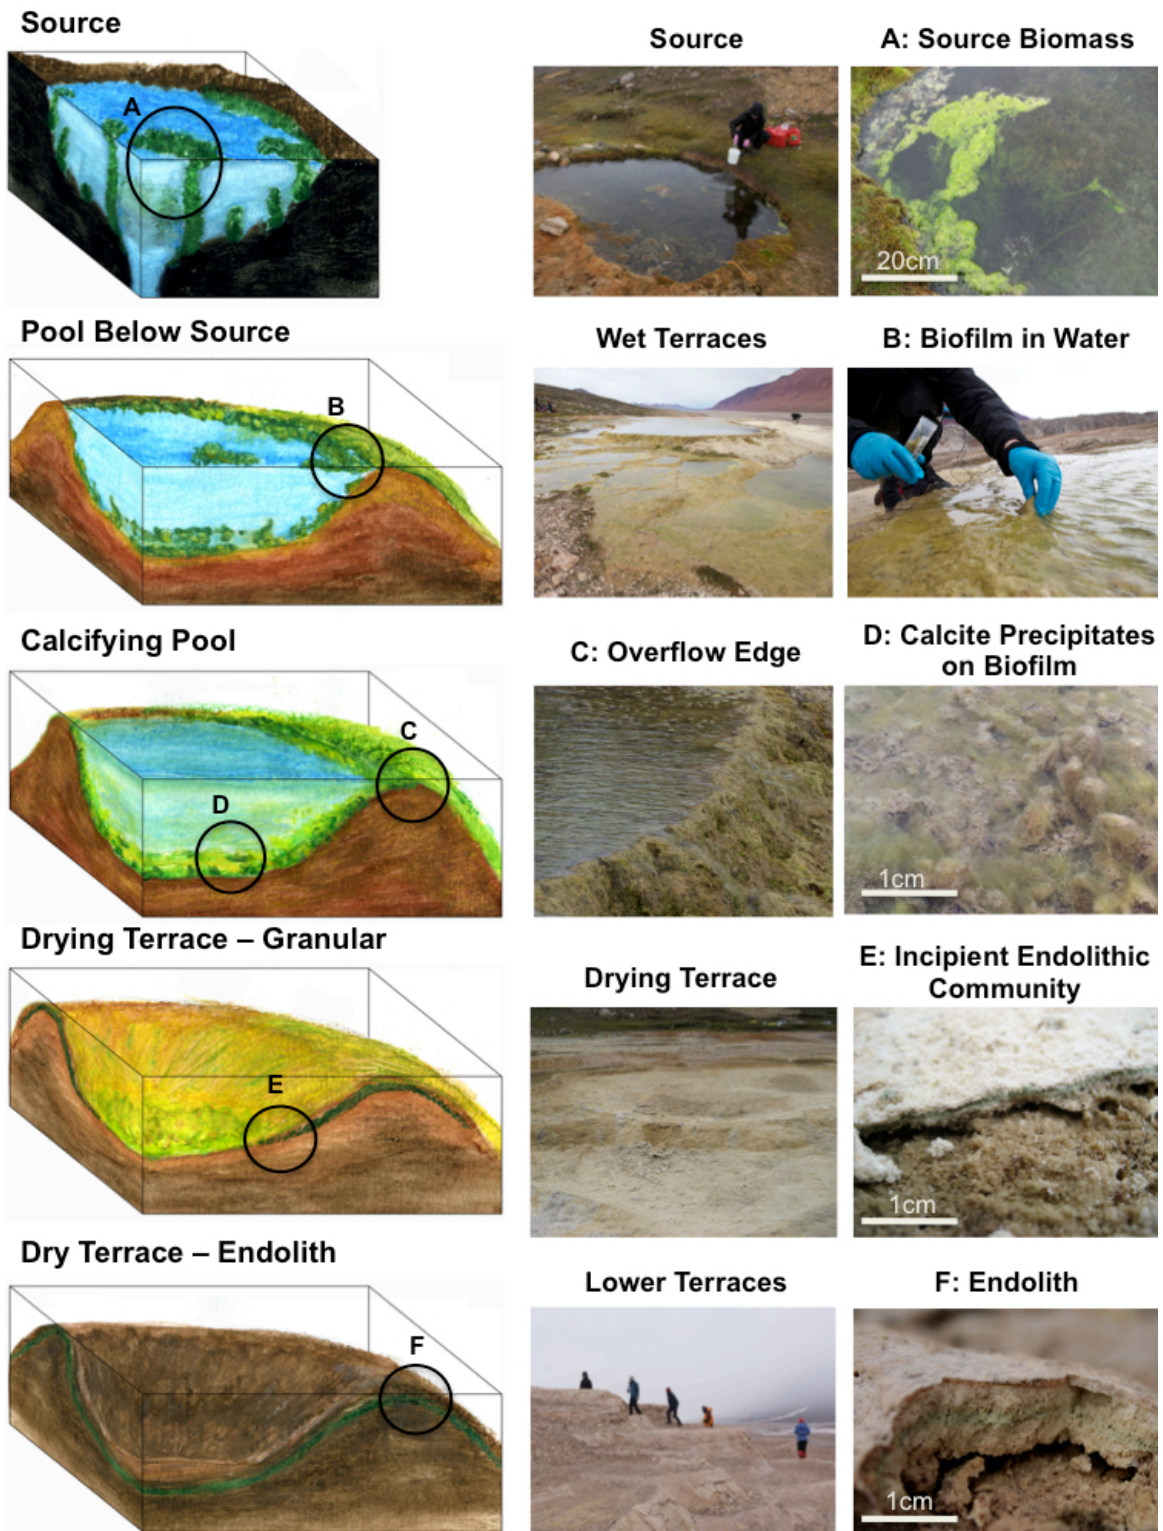 Source
A
Source
A: Source Biomass
20cm
Pool Below Source
B
Wet Terraces
B: Biofilm in Water
Calcifying Pool
C
D
C: Overflow Edge
D: Calcite Precipitates
on Biofilm
1cm
Drying Terrace – Granular
E
Drying Terrace
E: Incipient Endolithic
Community
1cm
Dry Terrace – Endolith
F
Lower Terraces
F: Endolith
1cm